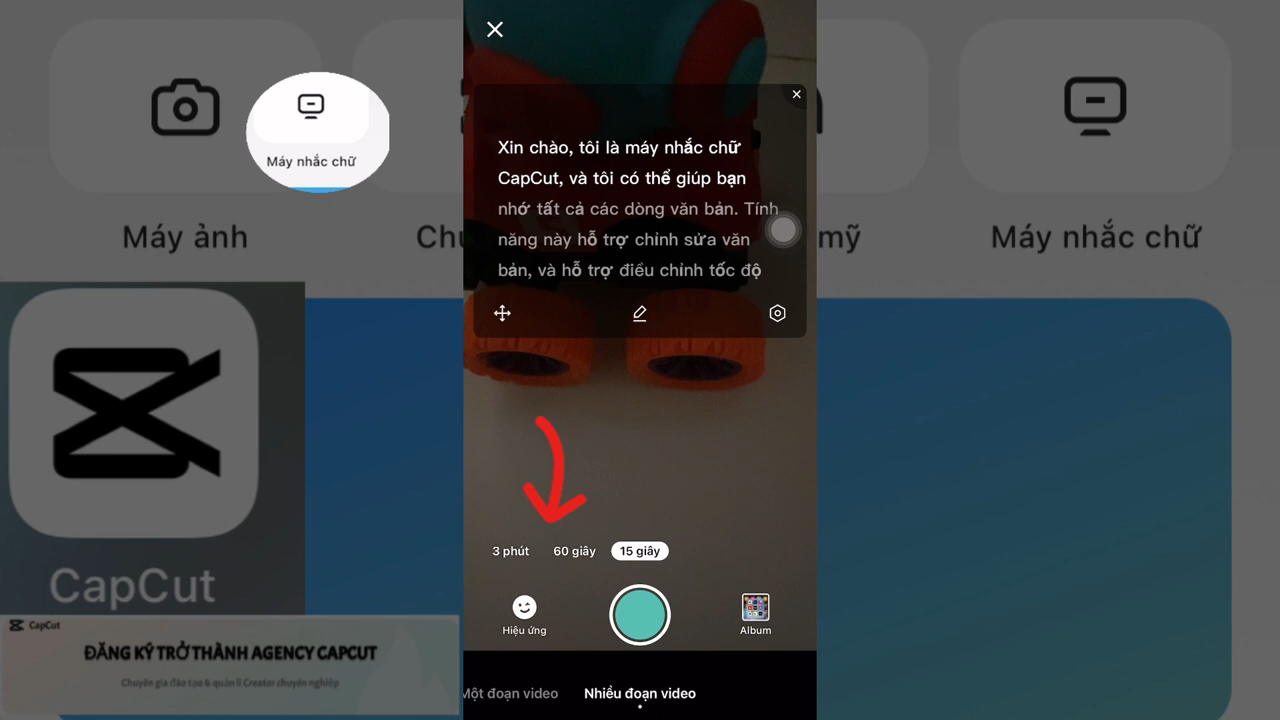 Máy ảnh
Máy nhắc chữ
Chu
mỹ
Máy nhắc chữ
CapCut
CapCut
ĐĂNG KÝ TRỞ THÀNH AGENCY CAPCUT
Chuyên gia đào tạo & quản lí Creator chuyên nghiệp
Xin chào, tôi là máy nhắc chữ
CapCut, và tôi có thể giúp bạn
nhớ tất cả các dòng văn bản. Tính
năng này hỗ trợ chỉnh sửa văn
bản, và hỗ trợ điều chỉnh tốc độ
3 phút 60 giây 15 giây
Hiệu ứng
Album
Một đoạn video Nhiều đoạn video